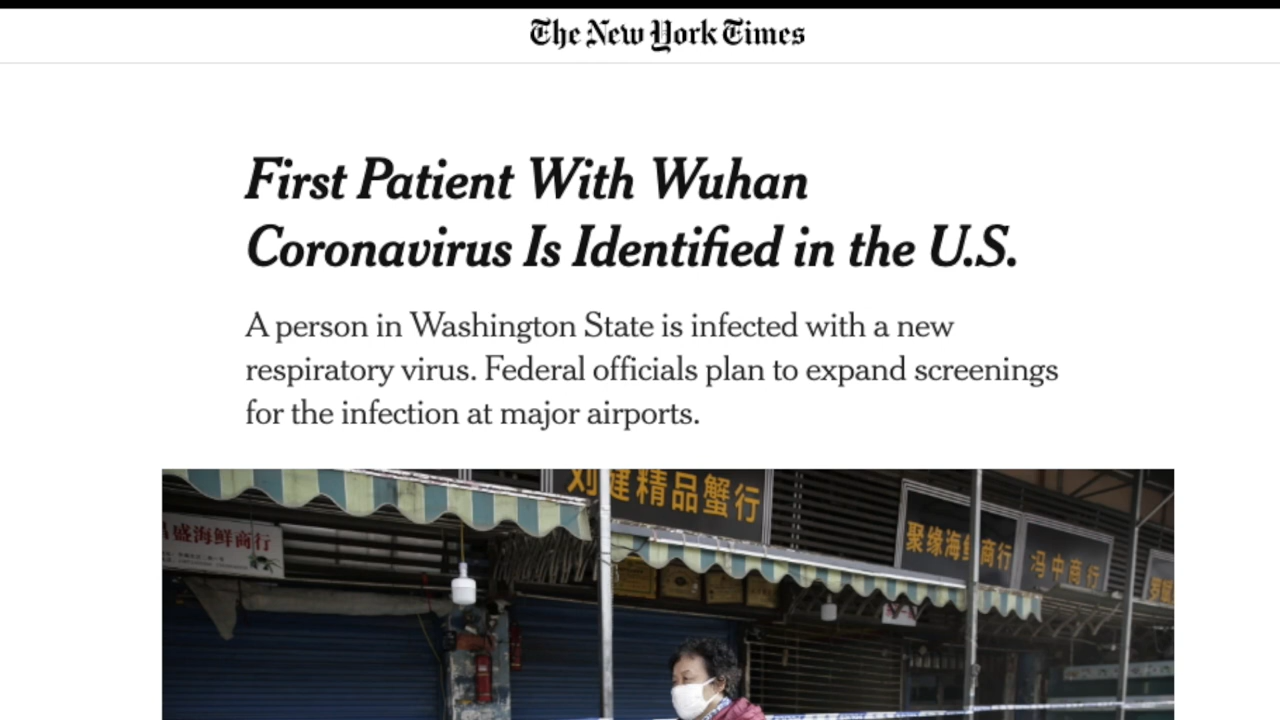 The New York Times
First Patient With Wuhan
Coronavirus Is Identified in the U.S.
A person in Washington State is infected with a new
respiratory virus. Federal officials plan to expand screenings
for the infection at major airports.
刘建精品蟹行
盛海鲜商行
聚缘海鲜商行
冯中商行